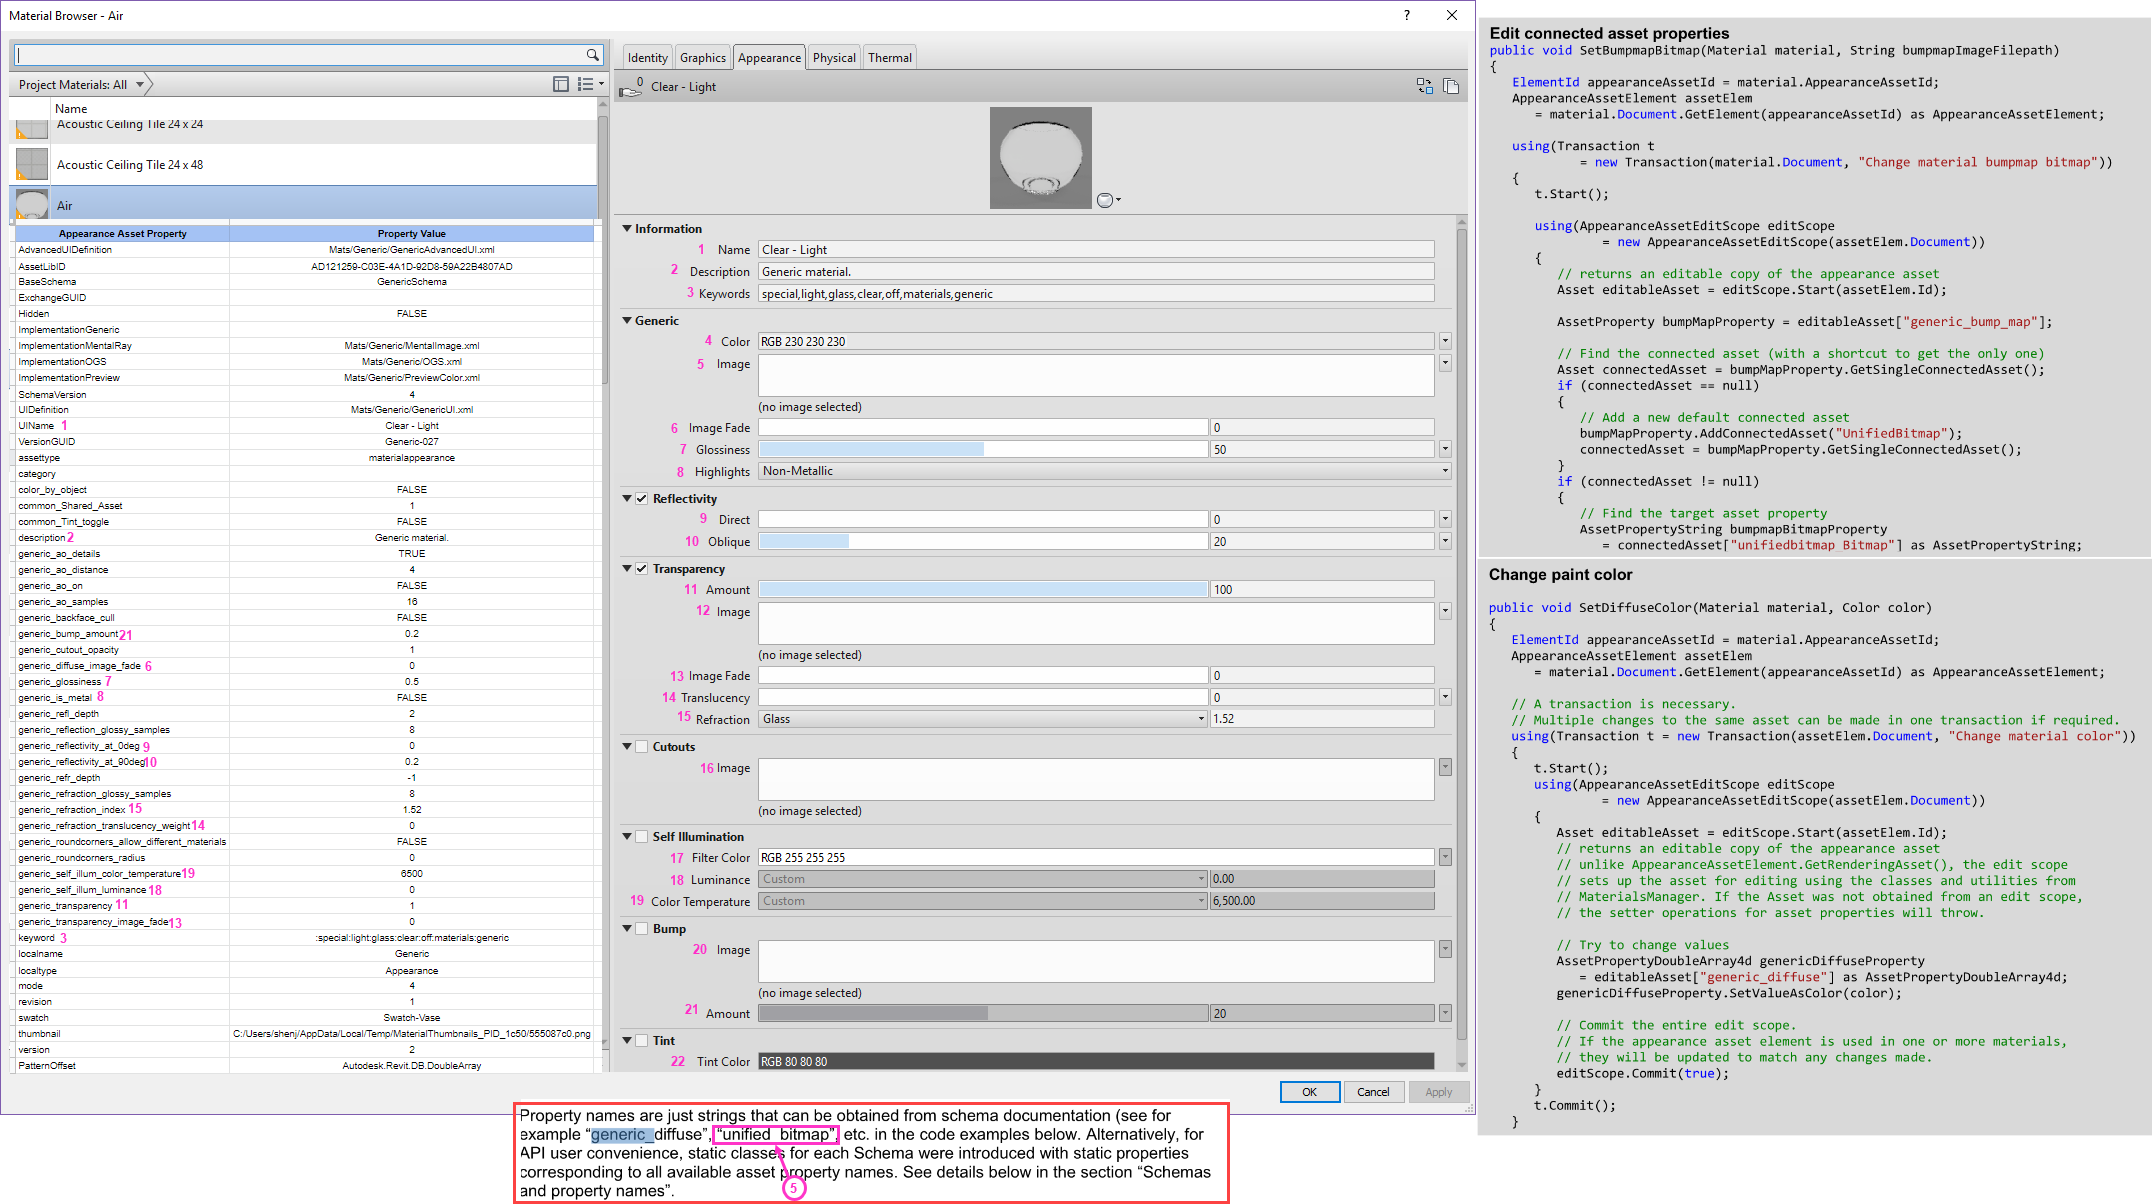 Material Browser - Air
?
Project Materials: All
Name
Acoustic Ceiling Tile 24 x 24
Acoustic Ceiling Tile 24 x 48
Air
Appearance Asset Property Property Value
AdvancedUIDefinition Mats/Generic/GenericAdvancedUI.xml
AssetLibID AD121259-C03E-4A1D-92D8-59A22B4807AD
BaseSchema GenericSchema
ExchangeGUID
Hidden FALSE
ImplementationGeneric
ImplementationMentalRay Mats/Generic/MentalImage.xml
ImplementationOGS Mats/Generic/OGS.xml
ImplementationPreview Mats/Generic/PreviewColor.xml
SchemaVersion 4
UIDefinition Mats/Generic/GenericUI.xml
UIName 1 Clear - Light
VersionGUID Generic-027
assettype materialappearance
category
color_by_object FALSE
common_Shared_Asset 1
common_Tint_toggle FALSE
description 2 Generic material.
generic_ao_details TRUE
generic_ao_distance 4
generic_ao_on FALSE
generic_ao_samples 16
generic_backface_cull FALSE
generic_bump_amount 21 0.2
generic_cutout_opacity 1
generic_diffuse_image_fade 6 0
generic_glossiness 7 0.5
generic_is_metal 8 FALSE
generic_refl_depth 2
generic_reflection_glossy_samples 8
generic_reflectivity_at_0deg 9 0
generic_reflectivity_at_90deg 10 0.2
generic_refr_depth -1
generic_refraction_glossy_samples 8
generic_refraction_index 15 1.52
generic_refraction_translucency_weight 14 0
generic_roundcorners_allow_different_materials FALSE
generic_roundcorners_radius 0
generic_self_illum_color_temperature 19 6500
generic_self_illum_luminance 18 0
generic_transparency 11 1
generic_transparency_image_fade 13 0
keyword 3 :special:light:glass:clear:off:materials:generic
localname Generic
localtype Appearance
mode 4
revision 1
swatch Swatch-Vase
thumbnail C:/Users/shenj/AppData/Local/Temp/MaterialThumbnails_PID_1c50/555087c0.png
version 2
PatternOffset Autodesk.Revit.DB.DoubleArray
Identity Graphics Appearance Physical Thermal
0 Clear - Light
Information
1 Name Clear - Light
2 Description Generic material.
3 Keywords special,light,glass,clear,off,materials,generic
Generic
4 Color RGB 230 230 230
5 Image
(no image selected)
6 Image Fade 0
7 Glossiness 50
8 Highlights Non-Metallic
Reflectivity
9 Direct 0
10 Oblique 20
Transparency
11 Amount 100
12 Image
(no image selected)
13 Image Fade 0
14 Translucency 0
15 Refraction Glass 1.52
Cutouts
16 Image
(no image selected)
Self Illumination
17 Filter Color RGB 255 255 255
18 Luminance Custom 0.00
19 Color Temperature Custom 6,500.00
Bump
20 Image
(no image selected)
21 Amount 20
Tint
22 Tint Color RGB 80 80 80
OK Cancel Apply
Property names are just strings that can be obtained from schema documentation (see for
example “generic_diffuse”, “unified_bitmap”, etc. in the code examples below. Alternatively, for
API user convenience, static classes for each Schema were introduced with static properties
corresponding to all available asset property names. See details below in the section “Schemas
and property names”.
5
Edit connected asset properties
public void SetBumpmapBitmap(Material material, String bumpmapImageFilepath)
{
ElementId appearanceAssetId = material.AppearanceAssetId;
AppearanceAssetElement assetElem
= material.Document.GetElement(appearanceAssetId) as AppearanceAssetElement;
using(Transaction t
= new Transaction(material.Document, "Change material bumpmap bitmap"))
{
t.Start();
using(AppearanceAssetEditScope editScope
= new AppearanceAssetEditScope(assetElem.Document))
{
// returns an editable copy of the appearance asset
Asset editableAsset = editScope.Start(assetElem.Id);
AssetProperty bumpMapProperty = editableAsset["generic_bump_map"];
// Find the connected asset (with a shortcut to get the only one)
Asset connectedAsset = bumpMapProperty.GetSingleConnectedAsset();
if (connectedAsset == null)
{
// Add a new default connected asset
bumpMapProperty.AddConnectedAsset("UnifiedBitmap");
connectedAsset = bumpMapProperty.GetSingleConnectedAsset();
}
if (connectedAsset != null)
{
// Find the target asset property
AssetPropertyString bumpmapBitmapProperty
= connectedAsset["unifiedbitmap_Bitmap"] as AssetPropertyString;
Change paint color
public void SetDiffuseColor(Material material, Color color)
{
ElementId appearanceAssetId = material.AppearanceAssetId;
AppearanceAssetElement assetElem
= material.Document.GetElement(appearanceAssetId) as AppearanceAssetElement;
// A transaction is necessary.
// Multiple changes to the same asset can be made in one transaction if required.
using(Transaction t = new Transaction(assetElem.Document, "Change material color"))
{
t.Start();
using(AppearanceAssetEditScope editScope
= new AppearanceAssetEditScope(assetElem.Document))
{
Asset editableAsset = editScope.Start(assetElem.Id);
// returns an editable copy of the appearance asset
// unlike AppearanceAssetElement.GetRenderingAsset(), the edit scope
// sets up the asset for editing using the classes and utilities from
// MaterialsManager. If the Asset was not obtained from an edit scope,
// the setter operations for asset properties will throw.
// Try to change values
AssetPropertyDoubleArray4d genericDiffuseProperty
= editableAsset["generic_diffuse"] as AssetPropertyDoubleArray4d;
genericDiffuseProperty.SetValueAsColor(color);
// Commit the entire edit scope.
// If the appearance asset element is used in one or more materials,
// they will be updated to match any changes made.
editScope.Commit(true);
}
t.Commit();
}